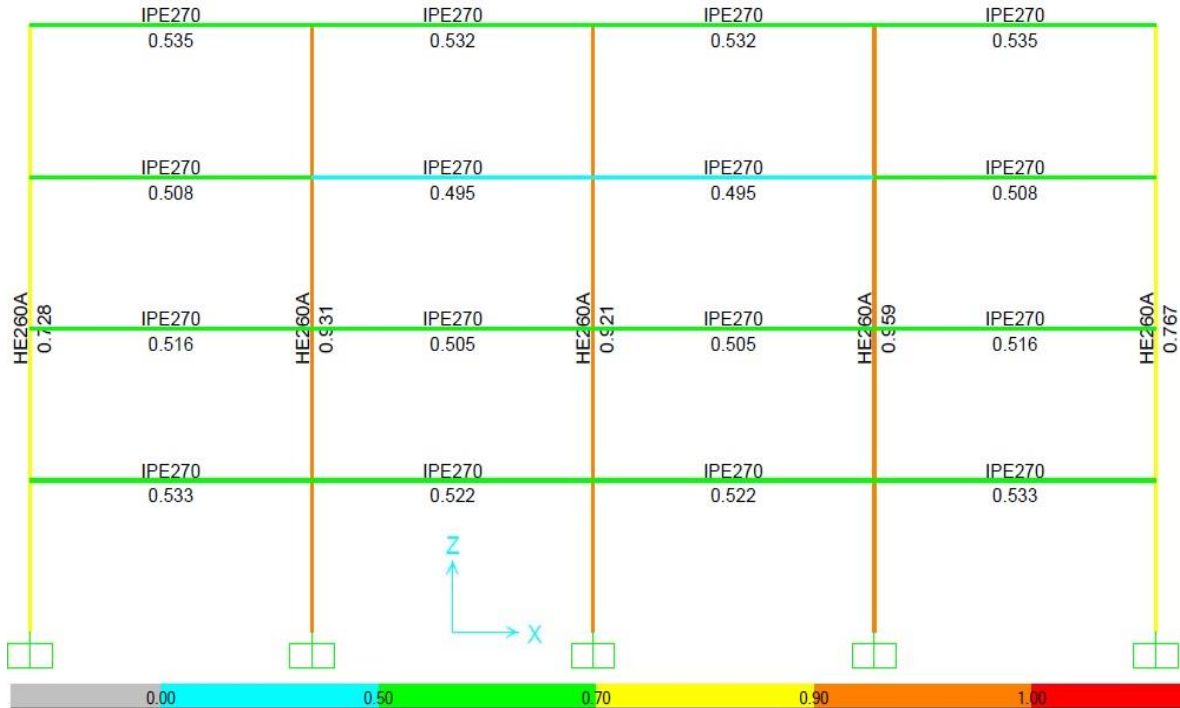 IPE270 IPE270 IPE270 IPE270
0.535 0.532 0.532 0.535
IPE270 IPE270 IPE270 IPE270
0.508 0.495 0.495 0.508
HE260A
0.728
HE260A
0.931
HE260A
0.921
HE260A
0.959
HE260A
0.767
IPE270 IPE270 IPE270 IPE270
0.516 0.505 0.505 0.516
IPE270 IPE270 IPE270 IPE270
0.533 0.522 0.522 0.533
Z
X
0.00 0.50 0.70 0.90 1.00